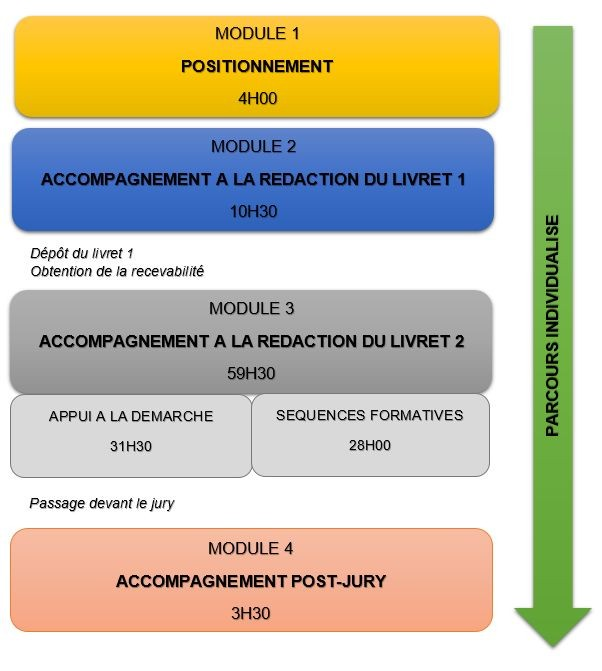 MODULE 1
POSITIONNEMENT
4H00
MODULE 2
ACCOMPAGNEMENT A LA REDACTION DU LIVRET 1
10H30
Dépôt du livret 1
Obtention de la recevabilité
MODULE 3
ACCOMPAGNEMENT A LA REDACTION DU LIVRET 2
59H30
APPUI A LA DEMARCHE
31H30
SEQUENCES FORMATIVES
28H00
Passage devant le jury
MODULE 4
ACCOMPAGNEMENT POST-JURY
3H30
PARCOURS INDIVIDUALISE